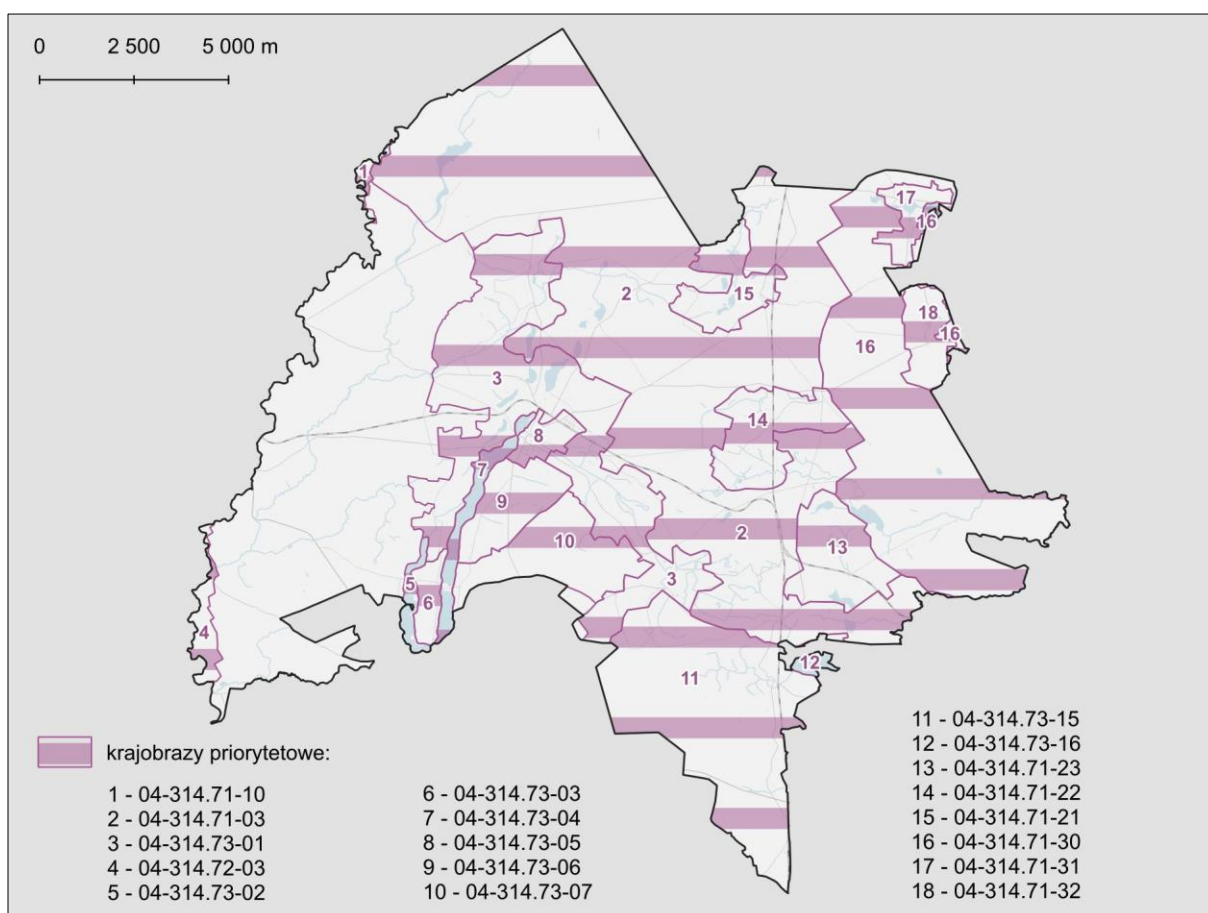 0 2 500 5 000 m
1
17
16
2
15
18
16
16
3
14
8
7
9
2
13
10
3
5
6
4
12
11
krajobrazy priorytetowe:
1 - 04-314.71-10
2 - 04-314.71-03
3 - 04-314.73-01
4 - 04-314.72-03
5 - 04-314.73-02
6 - 04-314.73-03
7 - 04-314.73-04
8 - 04-314.73-05
9 - 04-314.73-06
10 - 04-314.73-07
11 - 04-314.73-15
12 - 04-314.73-16
13 - 04-314.71-23
14 - 04-314.71-22
15 - 04-314.71-21
16 - 04-314.71-30
17 - 04-314.71-31
18 - 04-314.71-32